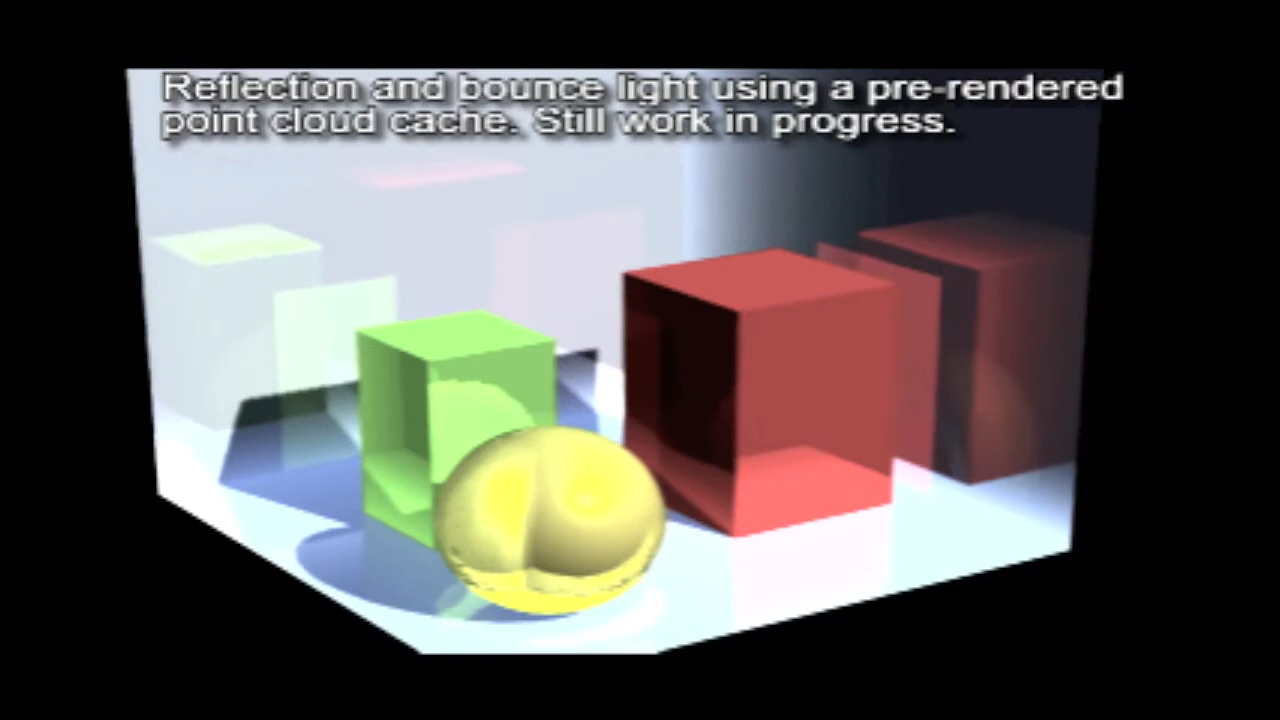 Reflection and bounce light using a pre-rendered
point cloud cache. Still work in progress.